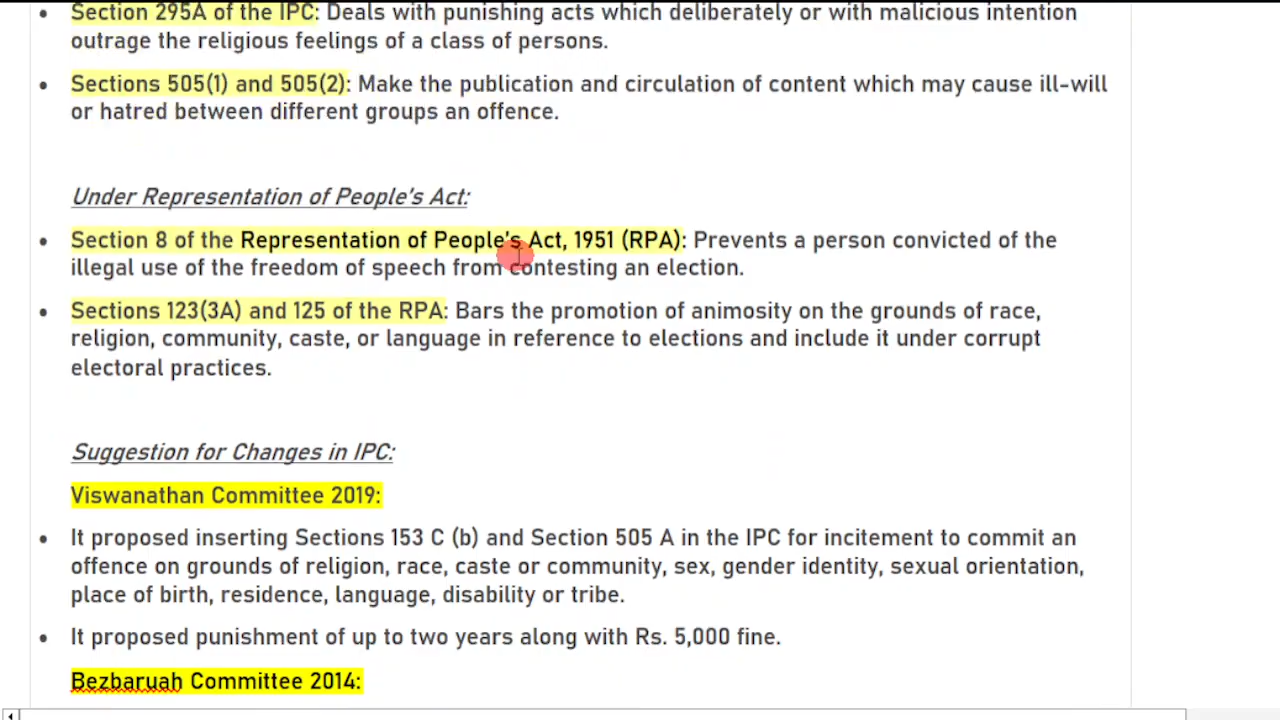 • Section 295A of the IPC: Deals with punishing acts which deliberately or with malicious intention
outrage the religious feelings of a class of persons.
• Sections 505(1) and 505(2): Make the publication and circulation of content which may cause ill-will
or hatred between different groups an offence.
Under Representation of People's Act:
• Section 8 of the Representation of People's Act, 1951 (RPA): Prevents a person convicted of the
illegal use of the freedom of speech from contesting an election.
• Sections 123(3A) and 125 of the RPA: Bars the promotion of animosity on the grounds of race,
religion, community, caste, or language in reference to elections and include it under corrupt
electoral practices.
Suggestion for Changes in IPC:
Viswanathan Committee 2019:
• It proposed inserting Sections 153 C (b) and Section 505 A in the IPC for incitement to commit an
offence on grounds of religion, race, caste or community, sex, gender identity, sexual orientation,
place of birth, residence, language, disability or tribe.
• It proposed punishment of up to two years along with Rs. 5,000 fine.
Bezbaruah Committee 2014: